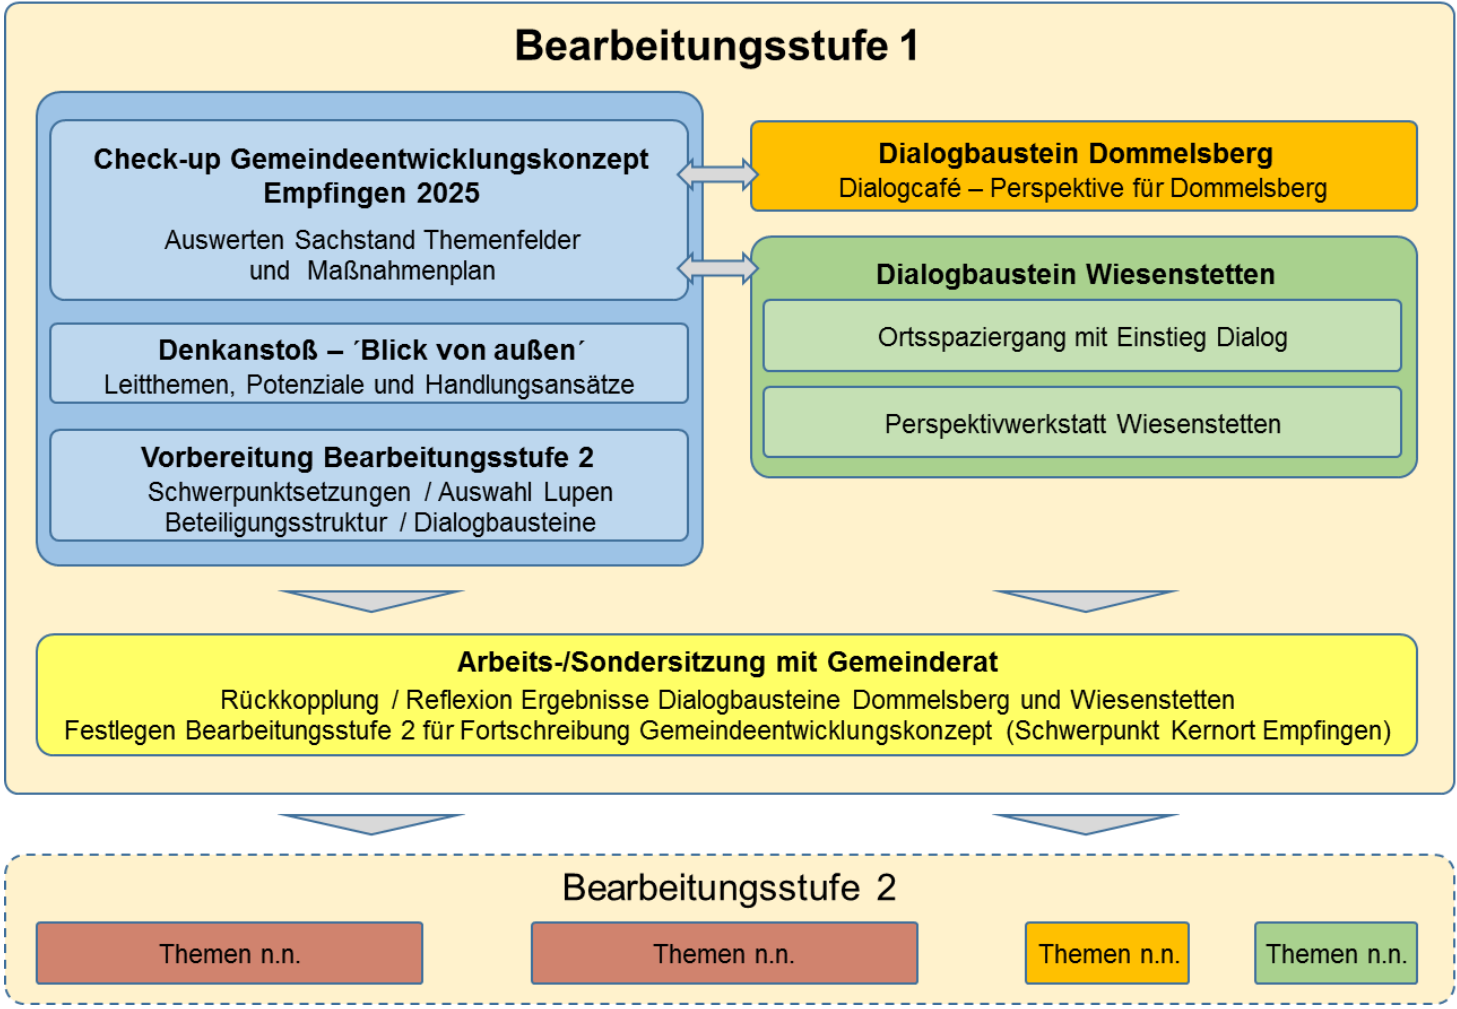 Bearbeitungsstufe 1
Check-up Gemeindeentwicklungskonzept
Empfingen 2025
Auswerten Sachstand Themenfelder
und Maßnahmenplan
Denkanstoß – ´Blick von außen´
Leitthemen, Potenziale und Handlungsansätze
Vorbereitung Bearbeitungsstufe 2
Schwerpunktsetzungen / Auswahl Lupen
Beteiligungsstruktur / Dialogbausteine
Dialogbaustein Dommelsberg
Dialogcafé – Perspektive für Dommelsberg
Dialogbaustein Wiesenstetten
Ortsspaziergang mit Einstieg Dialog
Perspektivwerkstatt Wiesenstetten
Arbeits-/Sondersitzung mit Gemeinderat
Rückkopplung / Reflexion Ergebnisse Dialogbausteine Dommelsberg und Wiesenstetten
Festlegen Bearbeitungsstufe 2 für Fortschreibung Gemeindeentwicklungskonzept (Schwerpunkt Kernort Empfingen)
Bearbeitungsstufe 2
Themen n.n.
Themen n.n.
Themen n.n.
Themen n.n.